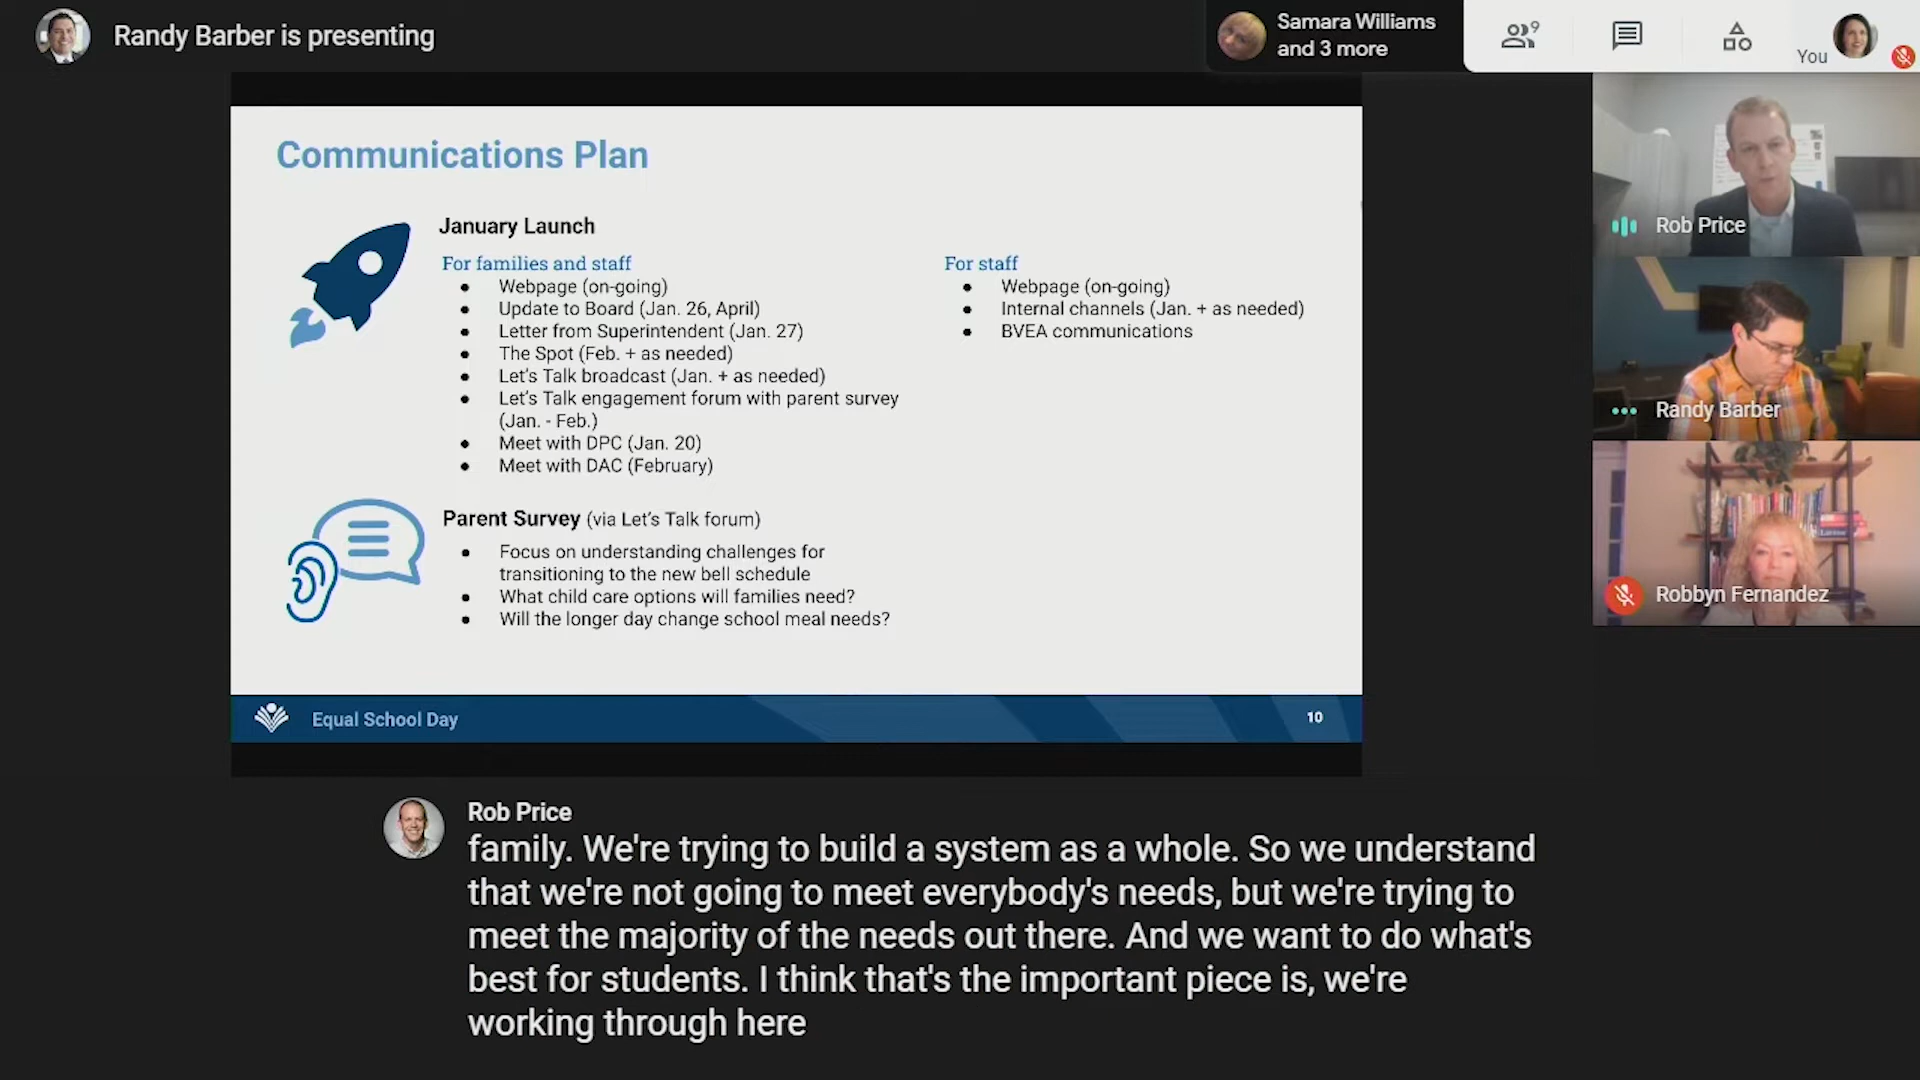 Randy Barber is presenting
Samara Williams
and 3 more
9
You
Communications Plan
January Launch
For families and staff
● Webpage (on-going)
● Update to Board (Jan. 26, April)
● Letter from Superintendent (Jan. 27)
● The Spot (Feb. + as needed)
● Let's Talk broadcast (Jan. + as needed)
● Let's Talk engagement forum with parent survey
(Jan. - Feb.)
● Meet with DPC (Jan. 20)
● Meet with DAC (February)
For staff
● Webpage (on-going)
● Internal channels (Jan. + as needed)
● BVEA communications
Parent Survey (via Let's Talk forum)
● Focus on understanding challenges for
transitioning to the new bell schedule
● What child care options will families need?
● Will the longer day change school meal needs?
Equal School Day
10
Rob Price
Randy Barber
Robbyn Fernandez
Rob Price
family. We're trying to build a system as a whole. So we understand
that we're not going to meet everybody's needs, but we're trying to
meet the majority of the needs out there. And we want to do what's
best for students. I think that's the important piece is, we're
working through here